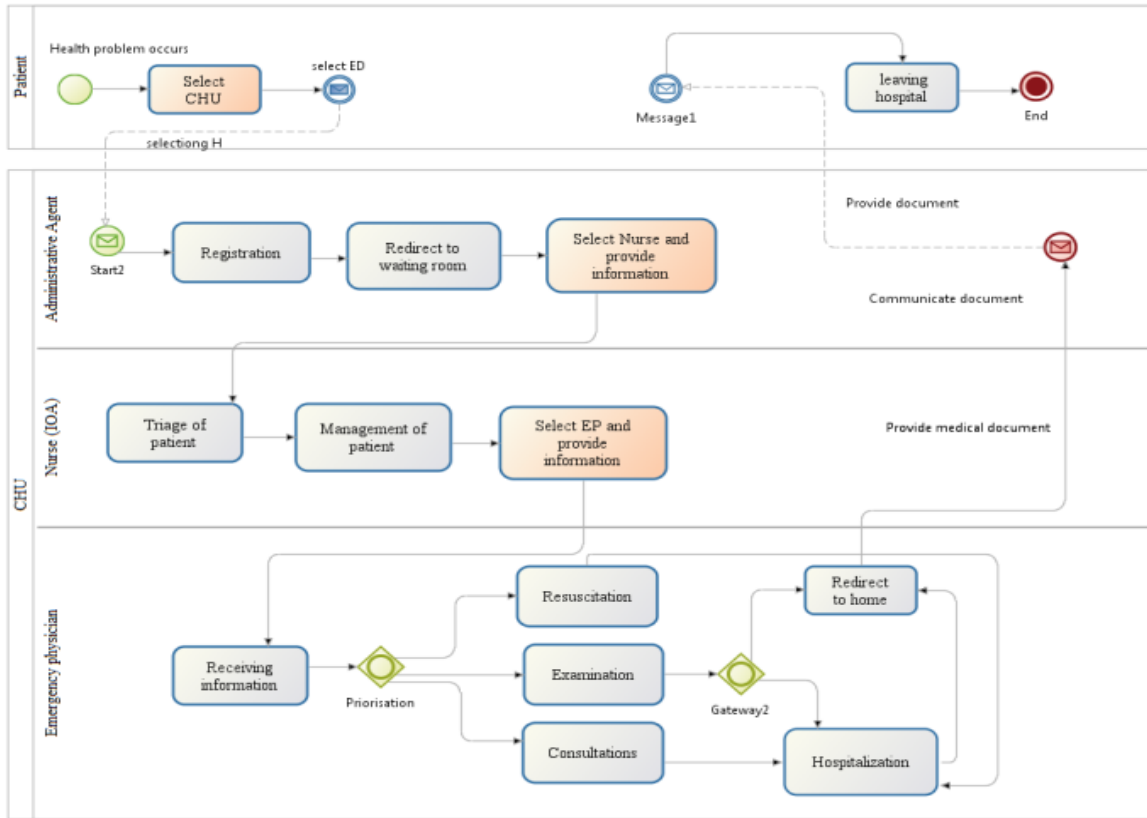 Patient
Health problem occurs
Select
CHU
select ED
selectiong H
Message1
leaving
hospital
End
CHU
Administrative Agent
Start2
Registration
Redirect to
waiting room
Select Nurse and
provide
information
Provide document
Communicate document
Nurse (IOA)
Triage of
patient
Management of
patient
Select EP and
provide
information
Provide medical document
Emergency physician
Receiving
information
Priorisation
Resuscitation
Examination
Consultations
Gateway2
Redirect
to home
Hospitalization